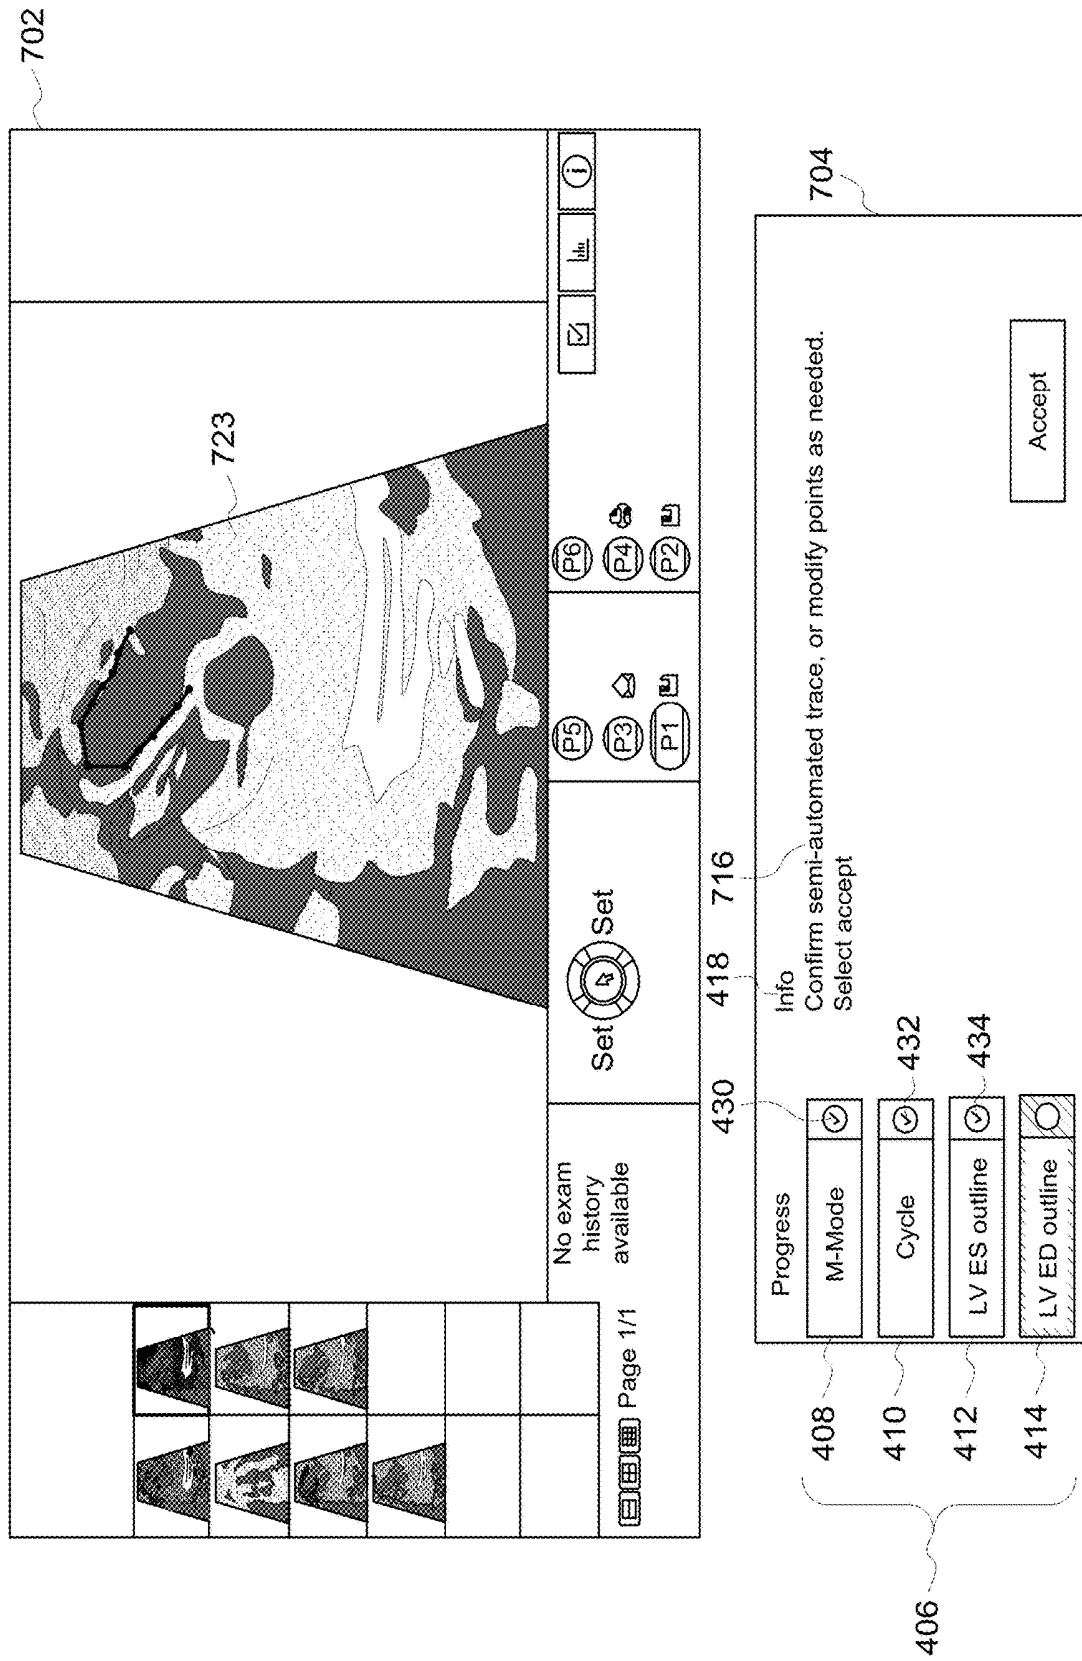 702
723
No exam
history
available
Page 1/1
Set
Set
P5
P3
P1
P6
P4
P2
i
704
430
418
716
Progress
Info
Confirm semi-automated trace, or modify points as needed.
Select accept
408
M-Mode
410
Cycle
432
412
LV ES outline
434
414
LV ED outline
406
Accept